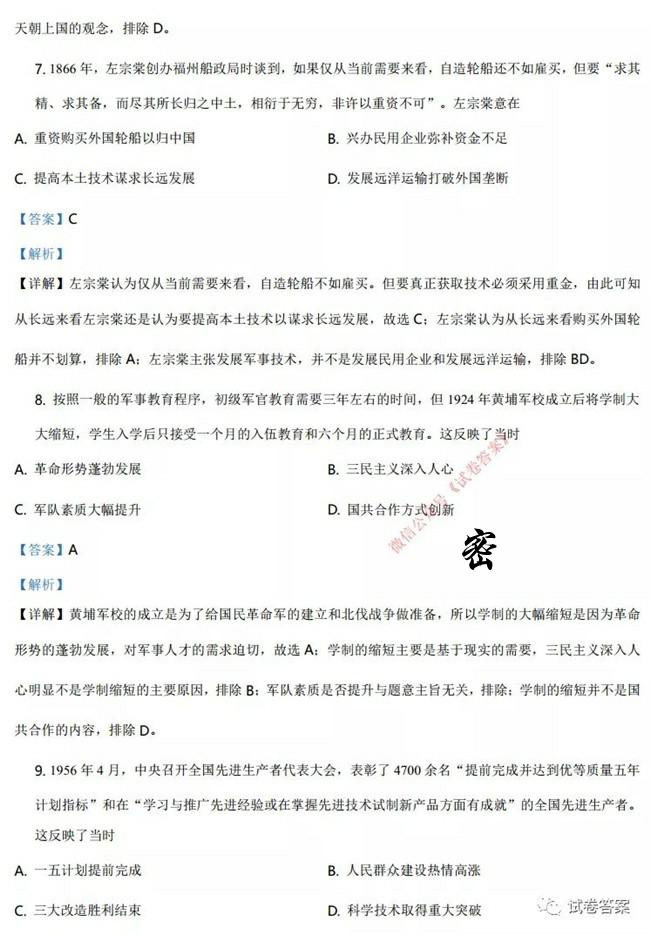 天朝上国的观念，排除 D。
7. 1866 年，左宗棠创办福州船政局时谈到，如果仅从当前需要来看，自造轮船还不如雇买，但要“求其
精、求其备，而尽其所长归之中土，相衍于无穷，非许以重资不可”。左宗棠意在
A. 重资购买外国轮船以归中国
B. 兴办民用企业弥补资金不足
C. 提高本土技术谋求长远发展
D. 发展远洋运输打破外国垄断
【答案】C
【解析】
【详解】左宗棠认为仅从当前需要来看，自造轮船不如雇买。但要真正获取技术必须采用重金，由此可知
从长远来看左宗棠还是认为要提高本土技术以谋求长远发展，故选 C；左宗棠认为从长远来看购买外国轮
船并不划算，排除 A；左宗棠主张发展军事技术，并不是发展民用企业和发展远洋运输，排除 BD。
8. 按照一般的军事教育程序，初级军官教育需要三年左右的时间，但 1924 年黄埔军校成立后将学制大
大缩短，学生入学后只接受一个月的入伍教育和六个月的正式教育。这反映了当时
A. 革命形势蓬勃发展
B. 三民主义深入人心
C. 军队素质大幅提升
D. 国共合作方式创新
微信公众号《试卷答案》
密
【答案】A
【解析】
【详解】黄埔军校的成立是为了给国民革命军的建立和北伐战争做准备，所以学制的大幅缩短是因为革命
形势的蓬勃发展，对军事人才的需求迫切，故选 A；学制的缩短主要是基于现实的需要，三民主义深入人
心明显不是学制缩短的主要原因，排除 B；军队素质是否提升与题意主旨无关，排除；学制的缩短并不是国
共合作的内容，排除 D。
9. 1956 年 4 月，中央召开全国先进生产者代表大会，表彰了 4700 余名“提前完成并达到优等质量五年
计划指标”和在“学习与推广先进经验或在掌握先进技术试制新产品方面有成就”的全国先进生产者。
这反映了当时
A. 一五计划提前完成
B. 人民群众建设热情高涨
C. 三大改造胜利结束
D. 科学技术取得重大突破
试卷答案